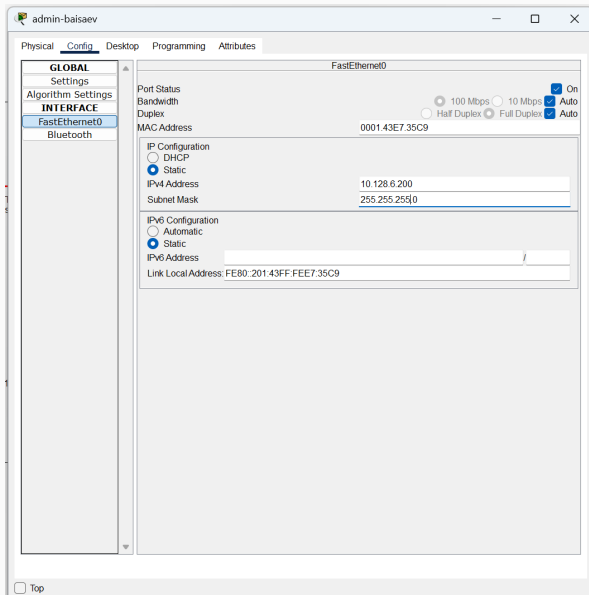 admin-baisaev
Physical Config Desktop Programming Attributes
GLOBAL
Settings
Algorithm Settings
INTERFACE
FastEthernet0
Bluetooth
FastEthernet0
Port Status On
Bandwidth 100 Mbps 10 Mbps Auto
Duplex Half Duplex Full Duplex Auto
MAC Address 0001.43E7.35C9
IP Configuration
DHCP
Static
IPv4 Address 10.128.6.200
Subnet Mask 255.255.255.0
IPv6 Configuration
Automatic
Static
IPv6 Address /
Link Local Address: FE80::201:43FF:FEE7:35C9
Top